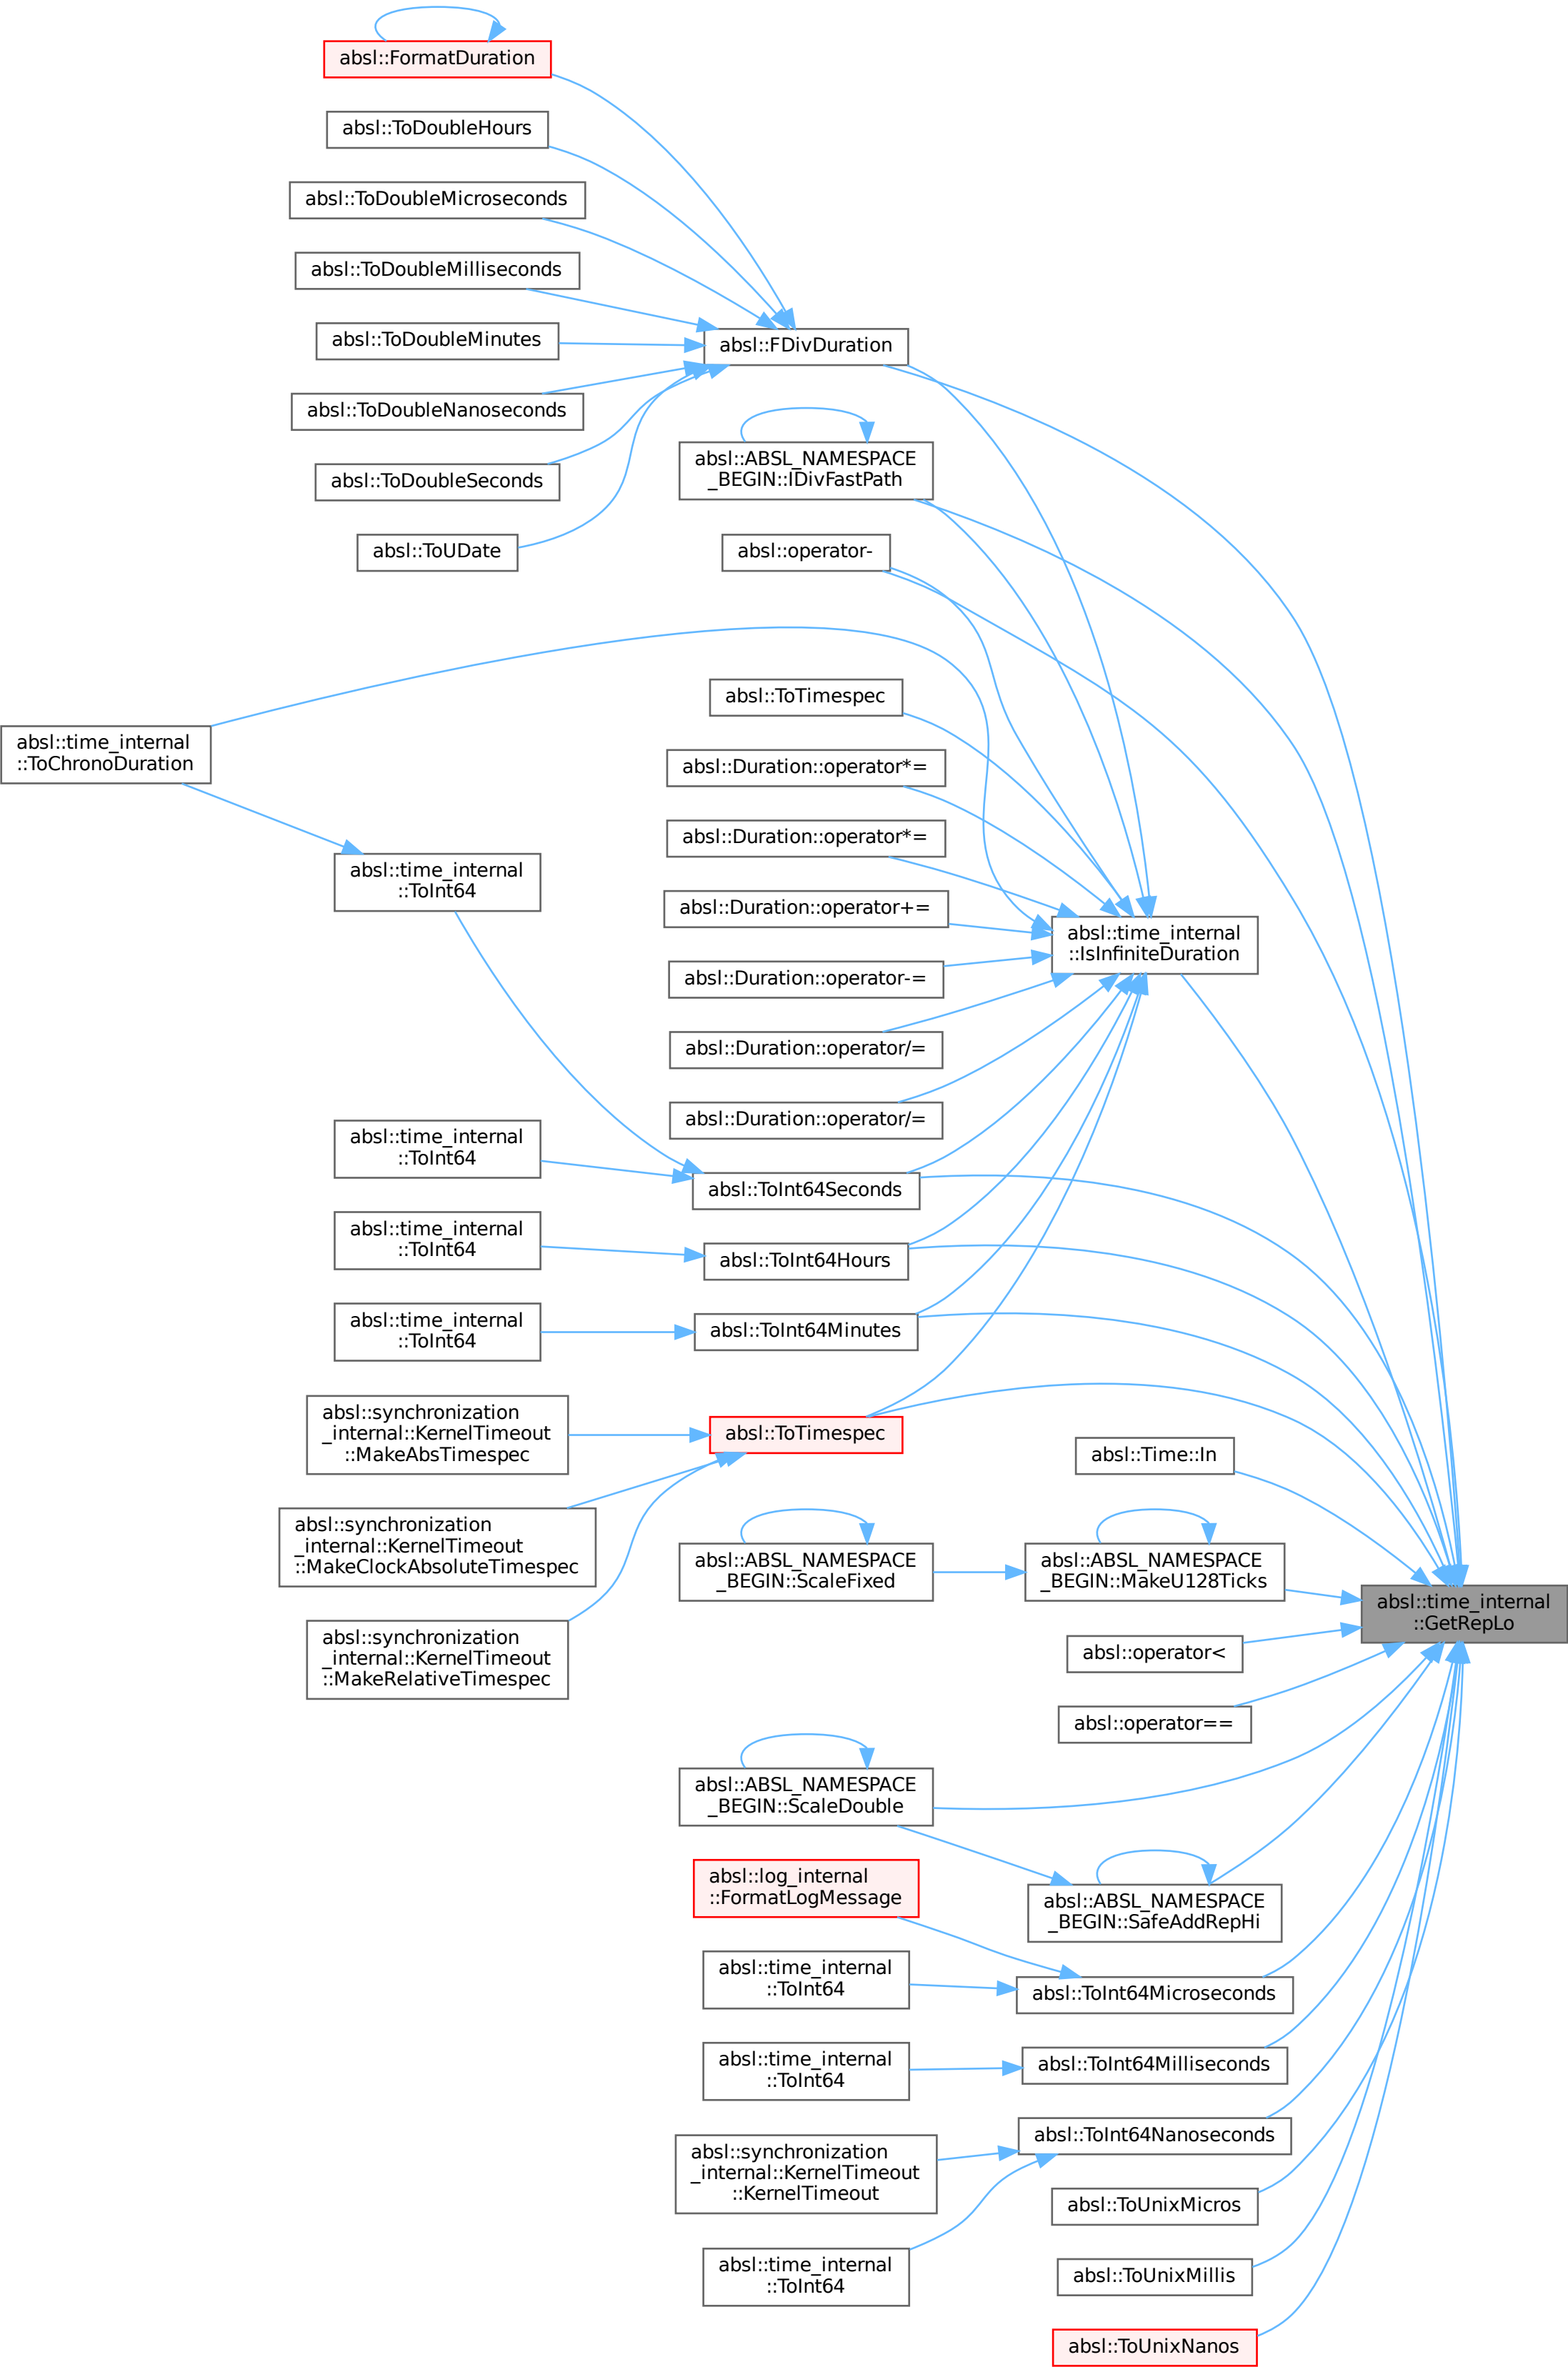 absl::FormatDuration
absl::ToDoubleHours
absl::ToDoubleMicroseconds
absl::ToDoubleMilliseconds
absl::ToDoubleMinutes
absl::FDivDuration
absl::ToDoubleNanoseconds
absl::ABSL_NAMESPACE
_BEGIN::IDivFastPath
absl::ToDoubleSeconds
absl::ToUDate
absl::operator-
absl::ToTimespec
absl::time_internal
::ToChronoDuration
absl::Duration::operator*=
absl::Duration::operator*=
absl::time_internal
::ToInt64
absl::Duration::operator+=
absl::time_internal
::IsInfiniteDuration
absl::Duration::operator-=
absl::Duration::operator/=
absl::Duration::operator/=
absl::time_internal
::ToInt64
absl::ToInt64Seconds
absl::time_internal
::ToInt64
absl::ToInt64Hours
absl::time_internal
::ToInt64
absl::ToInt64Minutes
absl::synchronization
_internal::KernelTimeout
::MakeAbsTimespec
absl::ToTimespec
absl::Time::In
absl::synchronization
_internal::KernelTimeout
::MakeClockAbsoluteTimespec
absl::ABSL_NAMESPACE
_BEGIN::ScaleFixed
absl::ABSL_NAMESPACE
_BEGIN::MakeU128Ticks
absl::time_internal
::GetRepLo
absl::synchronization
_internal::KernelTimeout
::MakeRelativeTimespec
absl::operator<
absl::operator==
absl::ABSL_NAMESPACE
_BEGIN::ScaleDouble
absl::log_internal
::FormatLogMessage
absl::ABSL_NAMESPACE
_BEGIN::SafeAddRepHi
absl::time_internal
::ToInt64
absl::ToInt64Microseconds
absl::time_internal
::ToInt64
absl::ToInt64Milliseconds
absl::ToInt64Nanoseconds
absl::synchronization
_internal::KernelTimeout
::KernelTimeout
absl::ToUnixMicros
absl::time_internal
::ToInt64
absl::ToUnixMillis
absl::ToUnixNanos